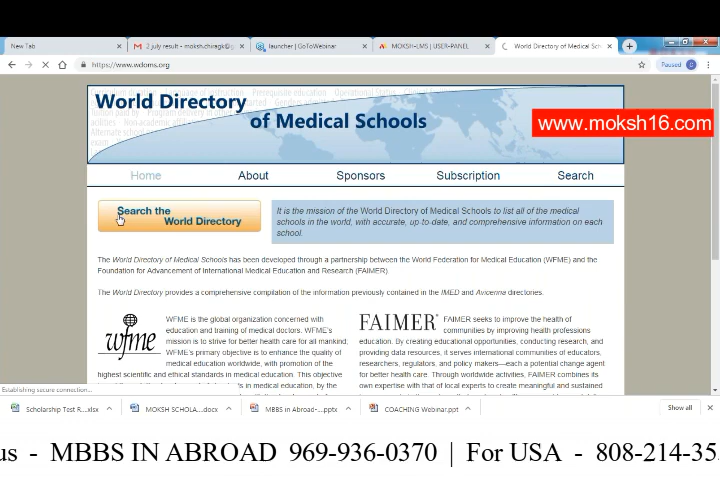 New Tab
2 july result - moksh.chiragk@g
launcher | GoToWebinar
MOKSH-LMS | USER-PANEL
World Directory of Medical Sch
https://www.wdoms.org
Paused
C
World Directory
of Medical Schools
www.moksh16.com
Home
About
Sponsors
Subscription
Search
Search the
World Directory
It is the mission of the World Directory of Medical Schools to list all of the medical
schools in the world, with accurate, up-to-date, and comprehensive information on each
school.
The World Directory of Medical Schools has been developed through a partnership between the World Federation for Medical Education (WFME) and the
Foundation for Advancement of International Medical Education and Research (FAIMER).
The World Directory provides a comprehensive compilation of the information previously contained in the IMED and Avicenna directories.
wfme
WFME is the global organization concerned with
education and training of medical doctors. WFME's
mission is to strive for better health care for all mankind;
WFME's primary objective is to enhance the quality of
medical education worldwide, with promotion of the
highest scientific and ethical standards in medical education. This objective
in medical education, by the
FAIMER
FAIMER seeks to improve the health of
communities by improving health professions
education. By creating educational opportunities, conducting research, and
providing data resources, it serves international communities of educators,
researchers, regulators, and policy makers—each a potential change agent
for better health care. Through worldwide activities, FAIMER combines its
own expertise with that of local experts to create meaningful and sustained
Establishing secure connection...
Scholarship Test R....xlsx
MOKSH SCHOLA....docx
MBBS in Abroad-....pptx
COACHING Webinar.ppt
Show all
us - MBBS IN ABROAD 969-936-0370 | For USA - 808-214-35